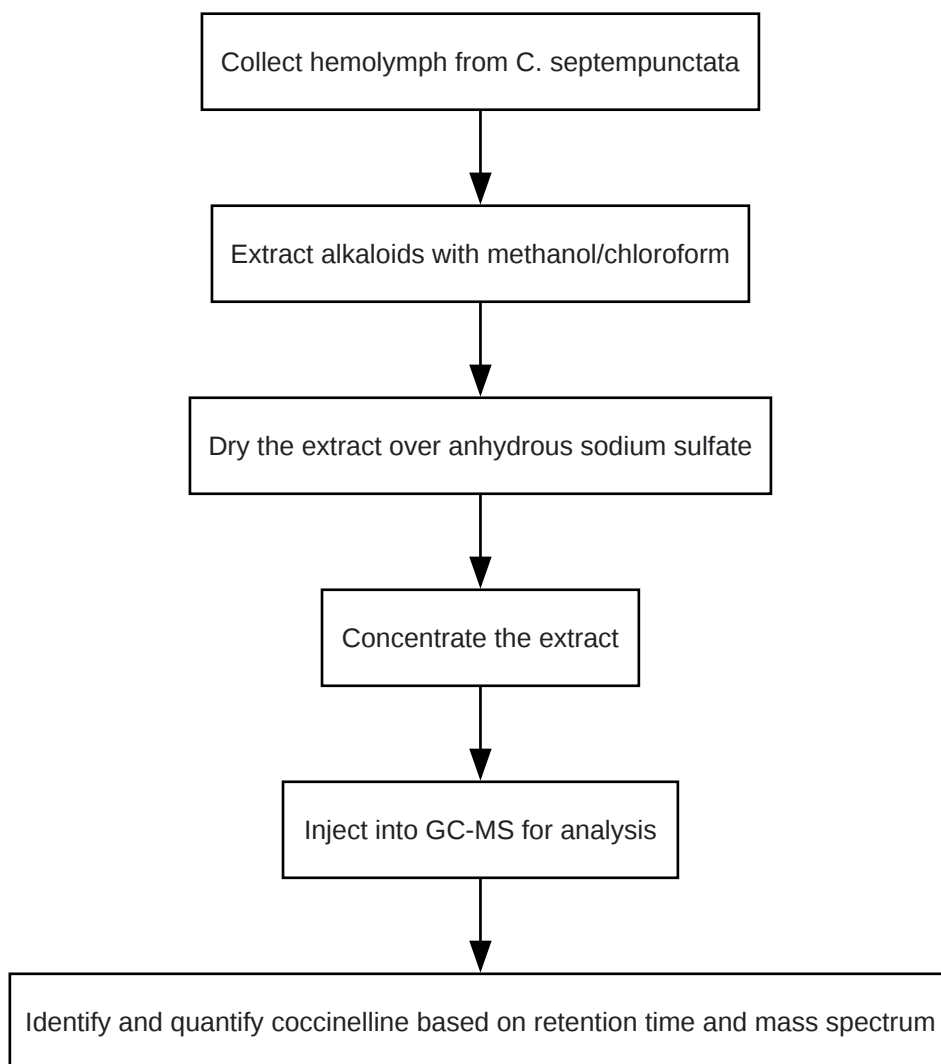 Collect hemolymph from C. septempunctata
Extract alkaloids with methanol/chloroform
Dry the extract over anhydrous sodium sulfate
Concentrate the extract
Inject into GC-MS for analysis
Identify and quantify coccinelline based on retention time and mass spectrum